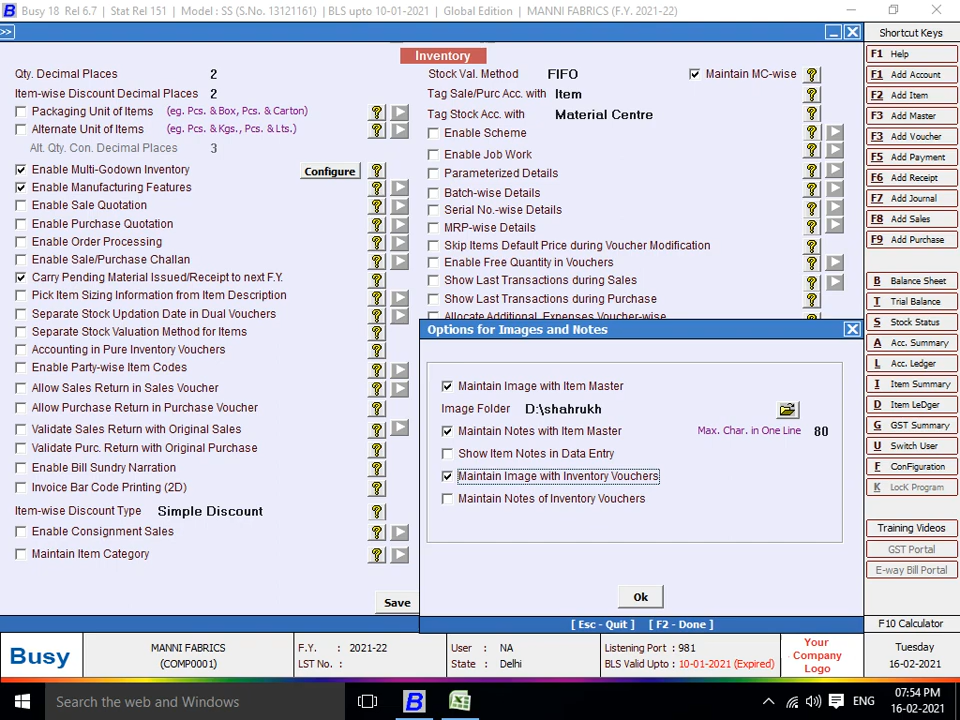 Busy 18 Rel 6.7 | Stat Rel 151 | Model : SS (S.No. 13121161) | BLS upto 10-01-2021 | Global Edition | MANNI FABRICS (F.Y. 2021-22)
>>
Shortcut Keys
Inventory
Qty. Decimal Places 2
Item-wise Discount Decimal Places 2
Packaging Unit of Items (eg. Pcs. & Box, Pcs. & Carton)
Alternate Unit of Items (eg. Pcs. & Kgs., Pcs. & Lts.)
Alt. Qty. Con. Decimal Places 3
Enable Multi-Godown Inventory Configure
Enable Manufacturing Features
Enable Sale Quotation
Enable Purchase Quotation
Enable Order Processing
Enable Sale/Purchase Challan
Carry Pending Material Issued/Receipt to next F.Y.
Pick Item Sizing Information from Item Description
Separate Stock Updation Date in Dual Vouchers
Separate Stock Valuation Method for Items
Accounting in Pure Inventory Vouchers
Enable Party-wise Item Codes
Allow Sales Return in Sales Voucher
Allow Purchase Return in Purchase Voucher
Validate Sales Return with Original Sales
Validate Purc. Return with Original Purchase
Enable Bill Sundry Narration
Invoice Bar Code Printing (2D)
Item-wise Discount Type Simple Discount
Enable Consignment Sales
Maintain Item Category
Save
Stock Val. Method FIFO Maintain MC-wise
Tag Sale/Purc Acc. with Item
Tag Stock Acc. with Material Centre
Enable Scheme
Enable Job Work
Parameterized Details
Batch-wise Details
Serial No.-wise Details
MRP-wise Details
Skip Items Default Price during Voucher Modification
Enable Free Quantity in Vouchers
Show Last Transactions during Sales
Show Last Transactions during Purchase
Allocate Additional Expenses Voucher-wise
Options for Images and Notes
Maintain Image with Item Master
Image Folder D:\shahrukh
Maintain Notes with Item Master Max. Char. in One Line 80
Show Item Notes in Data Entry
Maintain Image with Inventory Vouchers
Maintain Notes of Inventory Vouchers
Ok
[ Esc - Quit ] [ F2 - Done ]
F1 Help
F1 Add Account
F2 Add Item
F3 Add Master
F3 Add Voucher
F5 Add Payment
F6 Add Receipt
F7 Add Journal
F8 Add Sales
F9 Add Purchase
B Balance Sheet
T Trial Balance
S Stock Status
A Acc. Summary
L Acc. Ledger
I Item Summary
D Item LeDger
G GST Summary
U Switch User
F ConFiguration
K LocK Program
Training Videos
GST Portal
E-way Bill Portal
F10 Calculator
Busy
MANNI FABRICS
(COMP0001)
F.Y. : 2021-22
LST No. :
User : NA
State : Delhi
Listening Port : 981
BLS Valid Upto : 10-01-2021 (Expired)
Your
Company
Logo
Tuesday
16-02-2021
Search the web and Windows
B
ENG
07:54 PM
16-02-2021